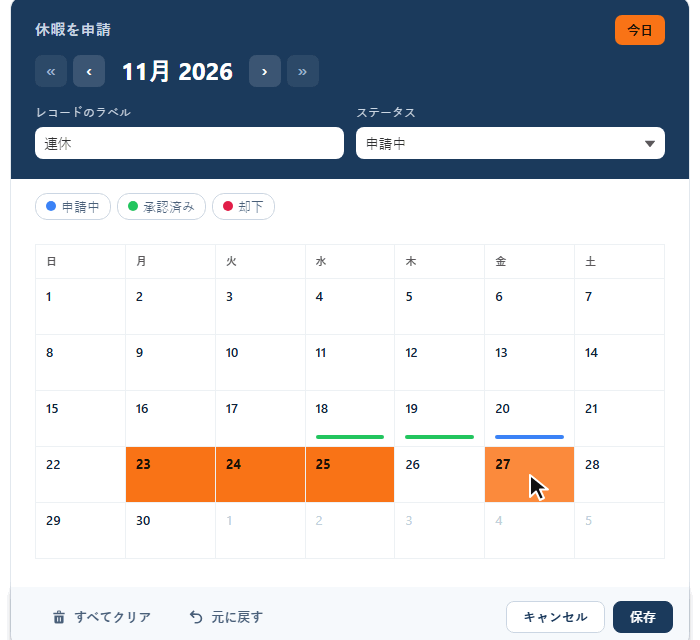 休暇を申請
今日
« ‹ 11月 2026 › »
レコードのラベル ステータス
連休 申請中
申請中 承認済み 却下
日 月 火 水 木 金 土
1 2 3 4 5 6 7
8 9 10 11 12 13 14
15 16 17 18 19 20 21
22 23 24 25 26 27 28
29 30 1 2 3 4 5
すべてクリア 元に戻す キャンセル 保存